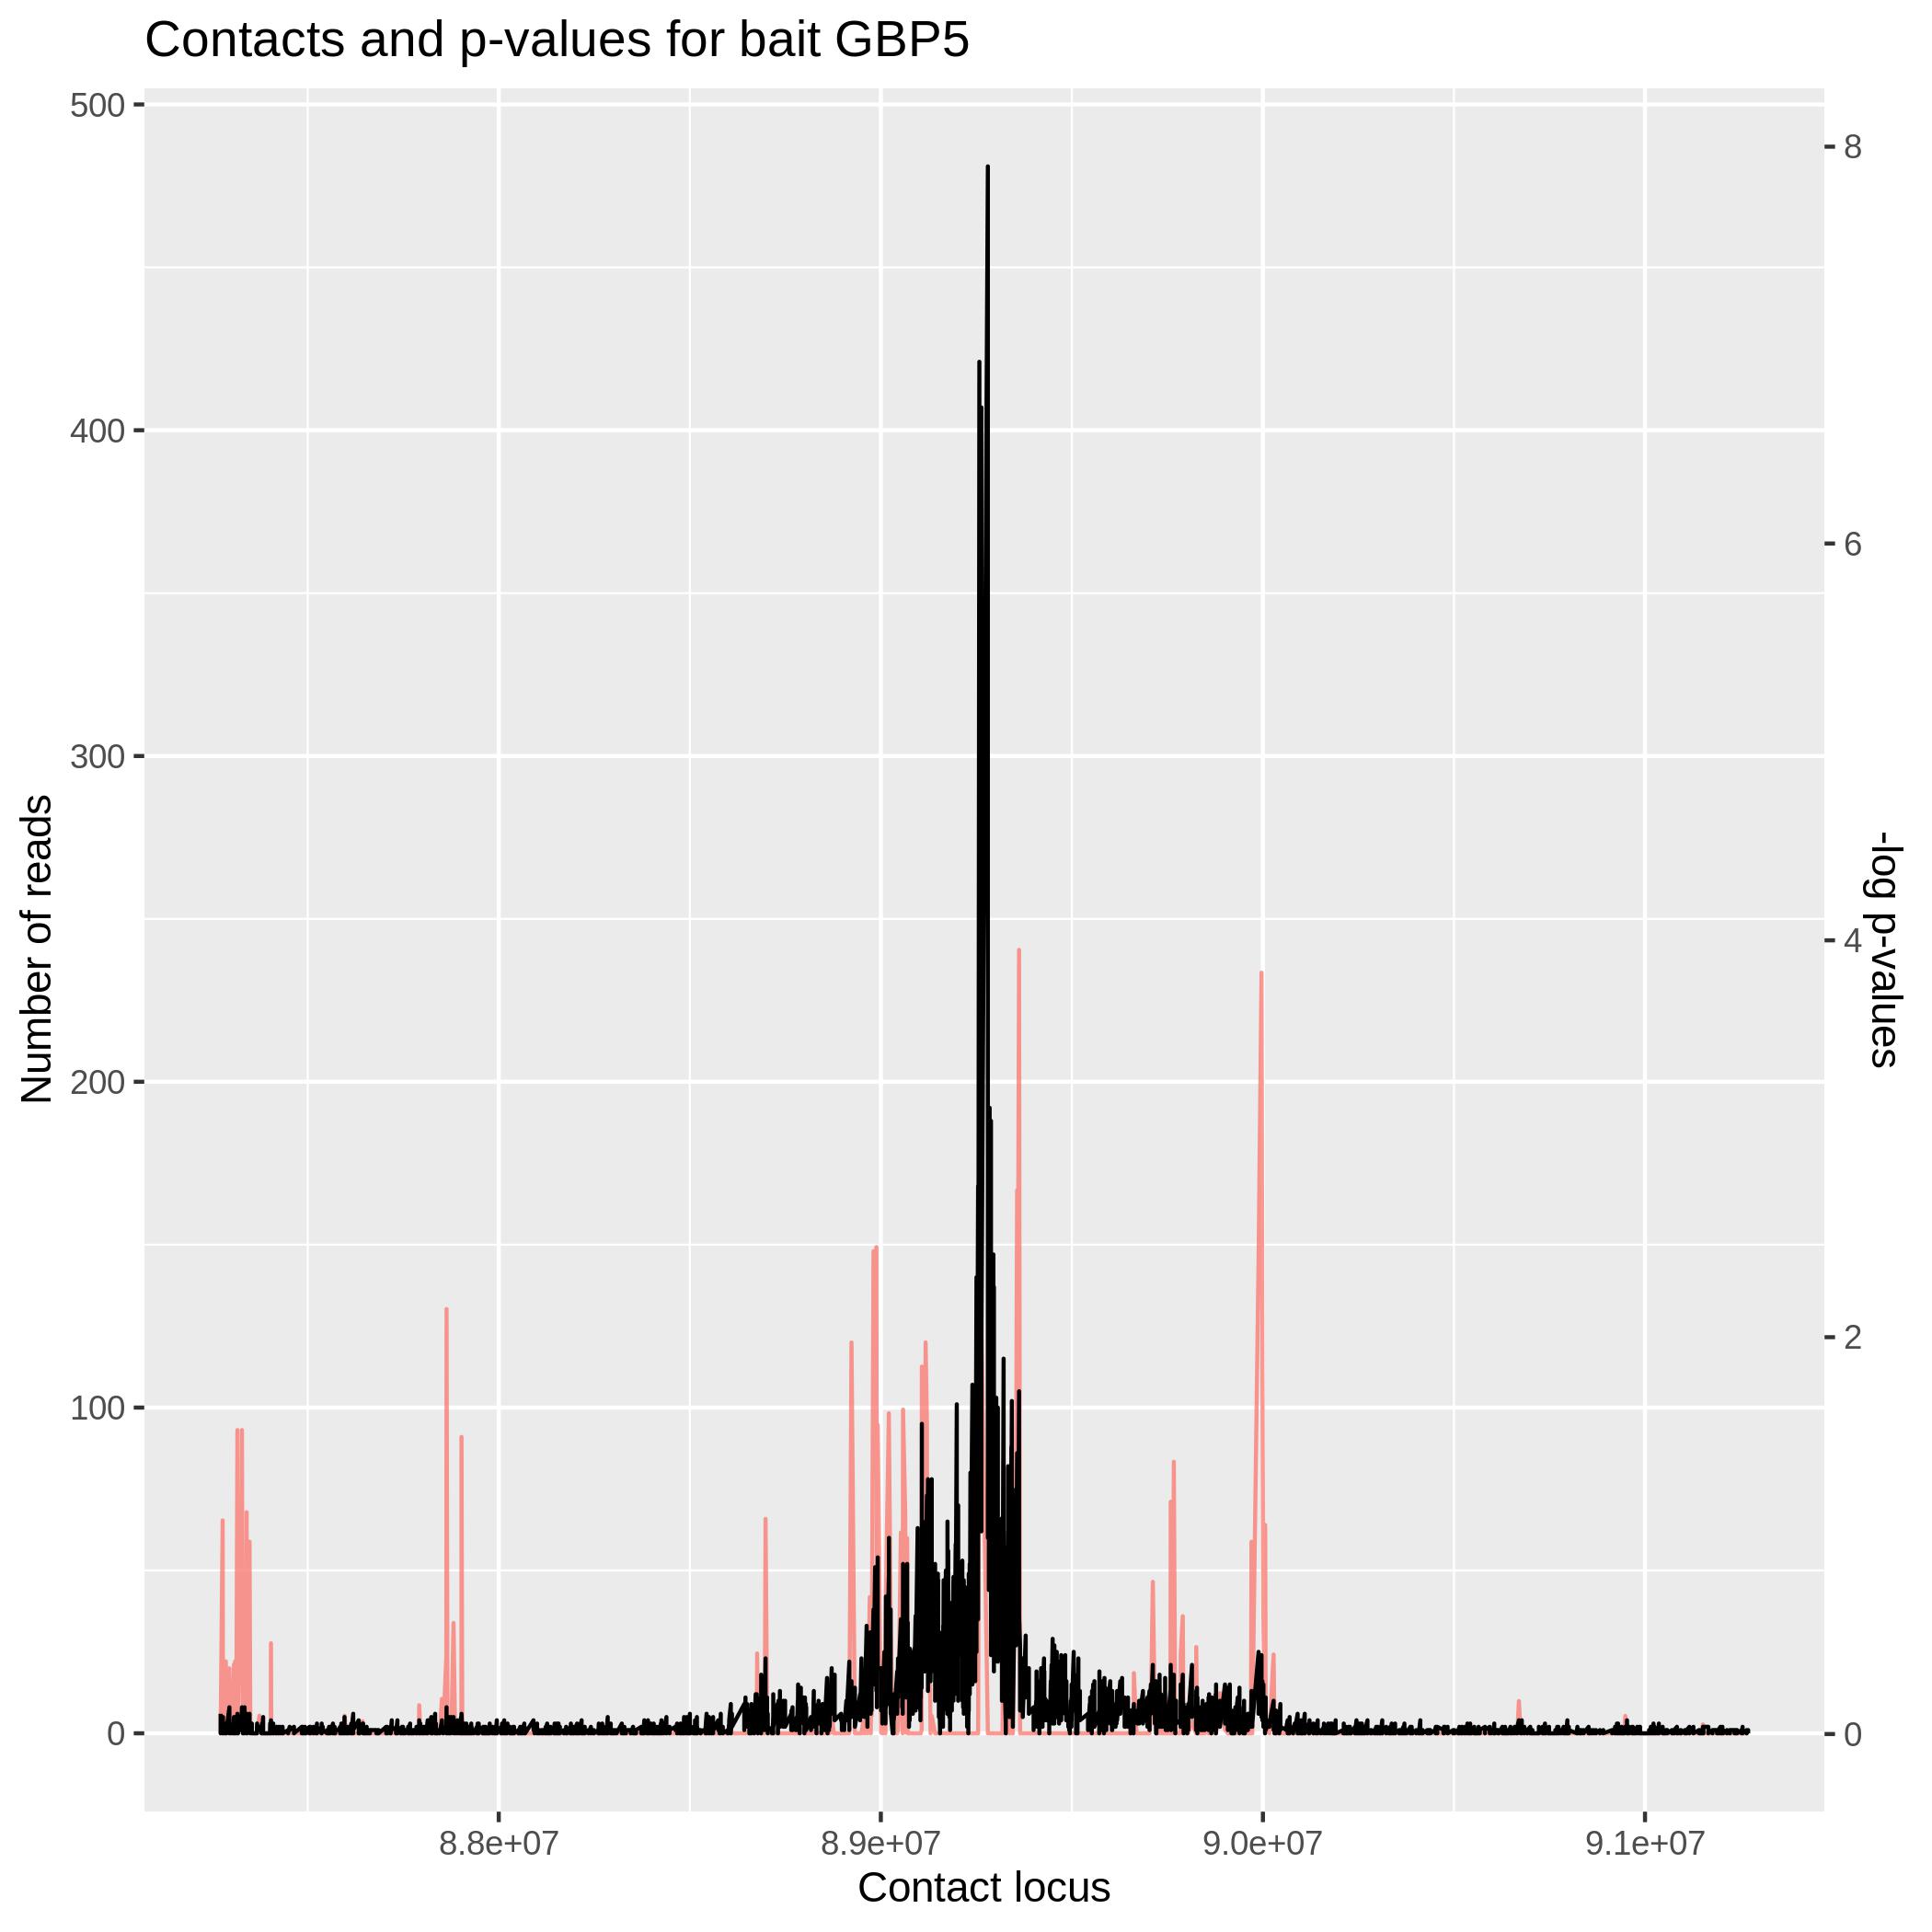 Contacts and p-values for bait GBP5
500
400
300
200
100
0
Number of reads
8
6
4
2
0
-log p-values
8.8e+07
8.9e+07
9.0e+07
9.1e+07
Contact locus